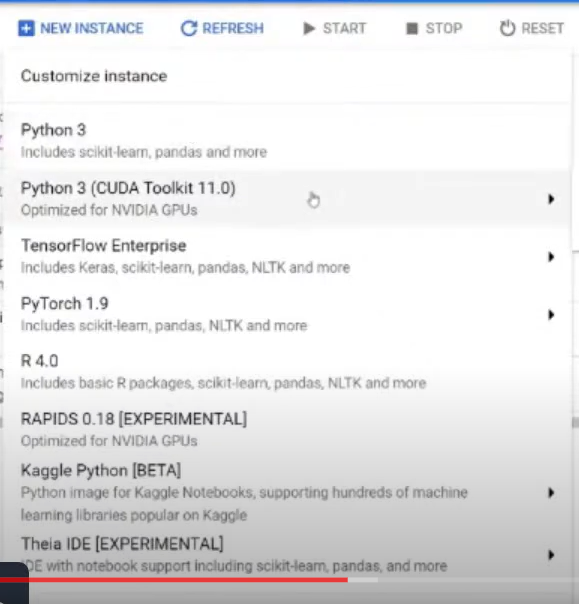 NEW INSTANCE REFRESH START STOP RESET
Customize instance
Python 3
Includes scikit-learn, pandas and more
Python 3 (CUDA Toolkit 11.0)
Optimized for NVIDIA GPUs
TensorFlow Enterprise
Includes Keras, scikit-learn, pandas, NLTK and more
PyTorch 1.9
Includes scikit-learn, pandas, NLTK and more
R 4.0
Includes basic R packages, scikit-learn, pandas, NLTK and more
RAPIDS 0.18 [EXPERIMENTAL]
Optimized for NVIDIA GPUs
Kaggle Python [BETA]
Python image for Kaggle Notebooks, supporting hundreds of machine
learning libraries popular on Kaggle
Theia IDE [EXPERIMENTAL]
IDE with notebook support including scikit-learn, pandas, and more